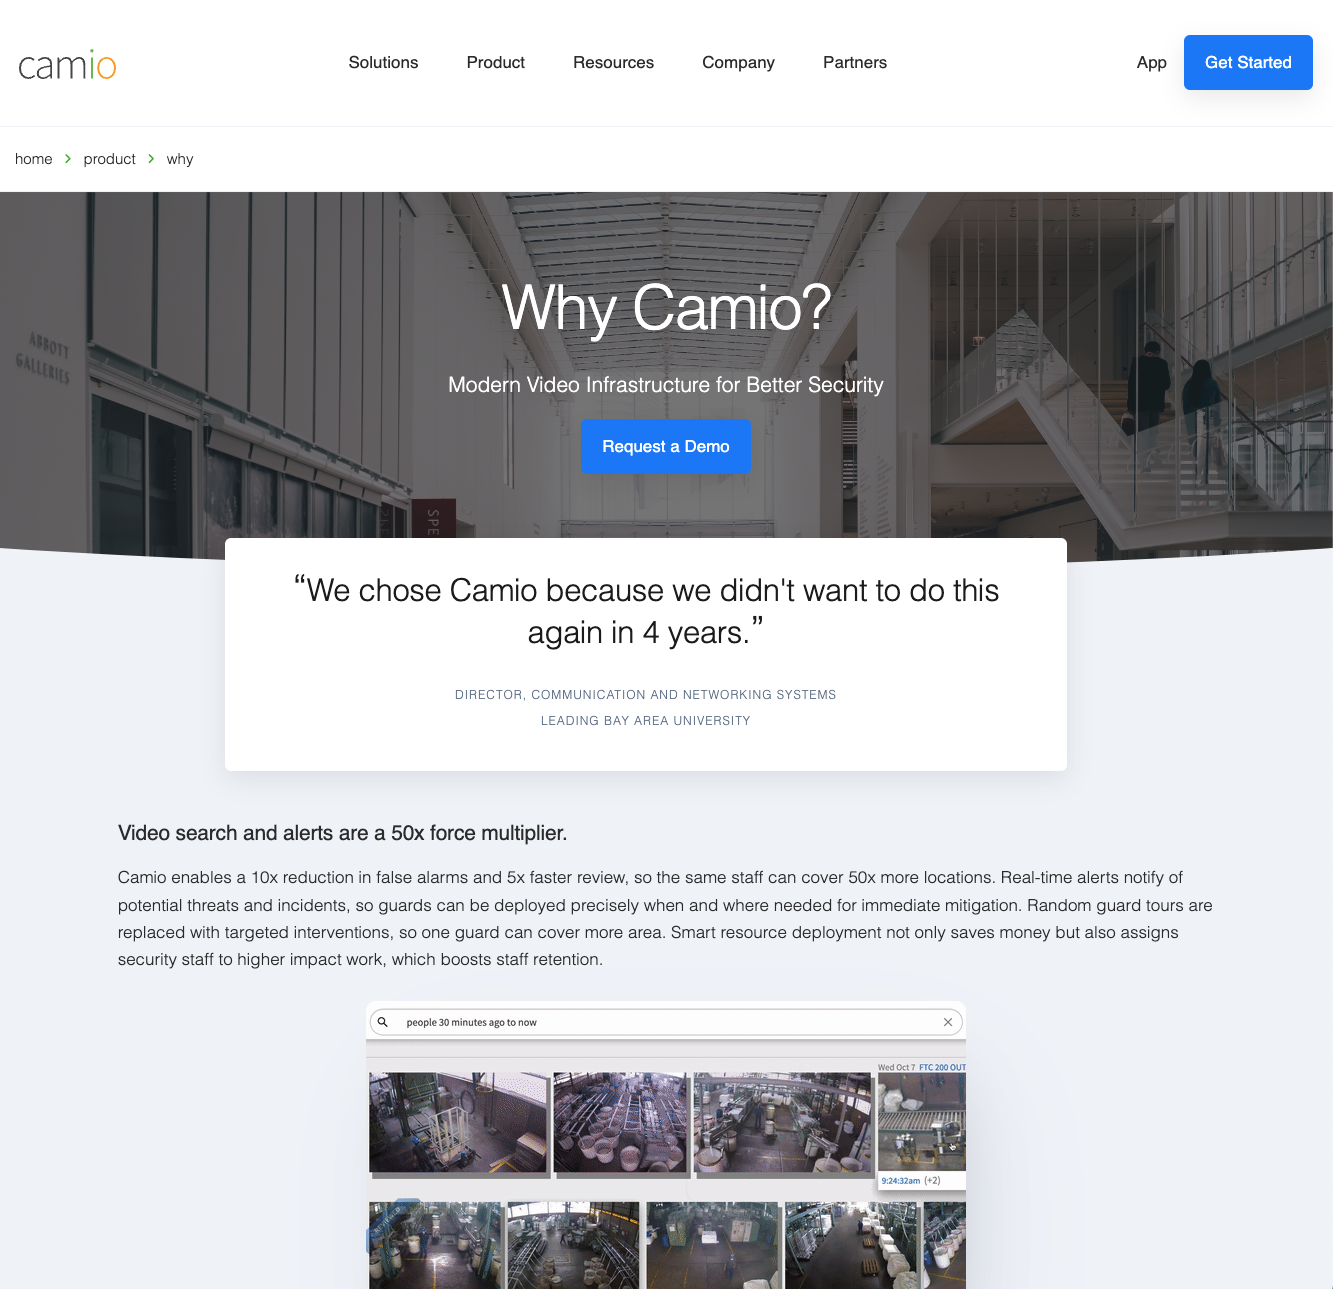 camio
Solutions
Product
Resources
Company
Partners
App
Get Started
home
product
why
ABBOTT
GALLERIES
Why Camio?
Modern Video Infrastructure for Better Security
Request a Demo
SPE
“We chose Camio because we didn't want to do this
again in 4 years.”
DIRECTOR, COMMUNICATION AND NETWORKING SYSTEMS
LEADING BAY AREA UNIVERSITY
Video search and alerts are a 50x force multiplier.
Camio enables a 10x reduction in false alarms and 5x faster review, so the same staff can cover 50x more locations. Real-time alerts notify of
potential threats and incidents, so guards can be deployed precisely when and where needed for immediate mitigation. Random guard tours are
replaced with targeted interventions, so one guard can cover more area. Smart resource deployment not only saves money but also assigns
security staff to higher impact work, which boosts staff retention.
people 30 minutes ago to now
Wed Oct 7 FTC 200 OUT
9:24:32am (+2)